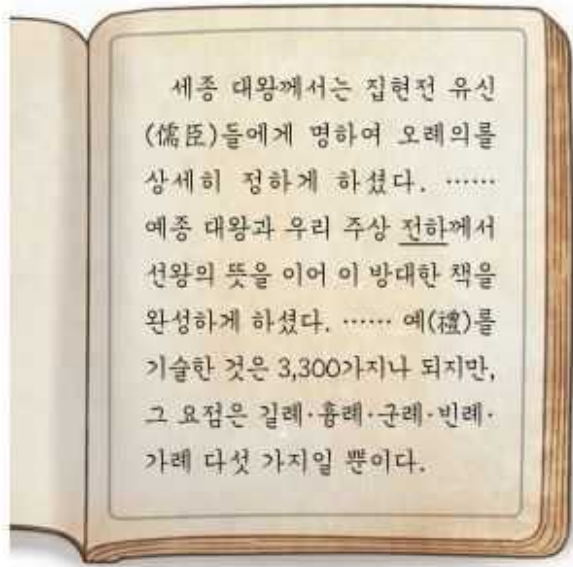 세종 대왕께서는 집현전 유신
(儒臣)들에게 명하여 오례의를
상세히 정하게 하셨다. ……
예종 대왕과 우리 주상 전하께서
선왕의 뜻을 이어 이 방대한 책을
완성하게 하셨다. …… 예(禮)를
기술한 것은 3,300가지나 되지만,
그 요점은 길례·흉례·군례·빈례·
가례 다섯 가지일 뿐이다.